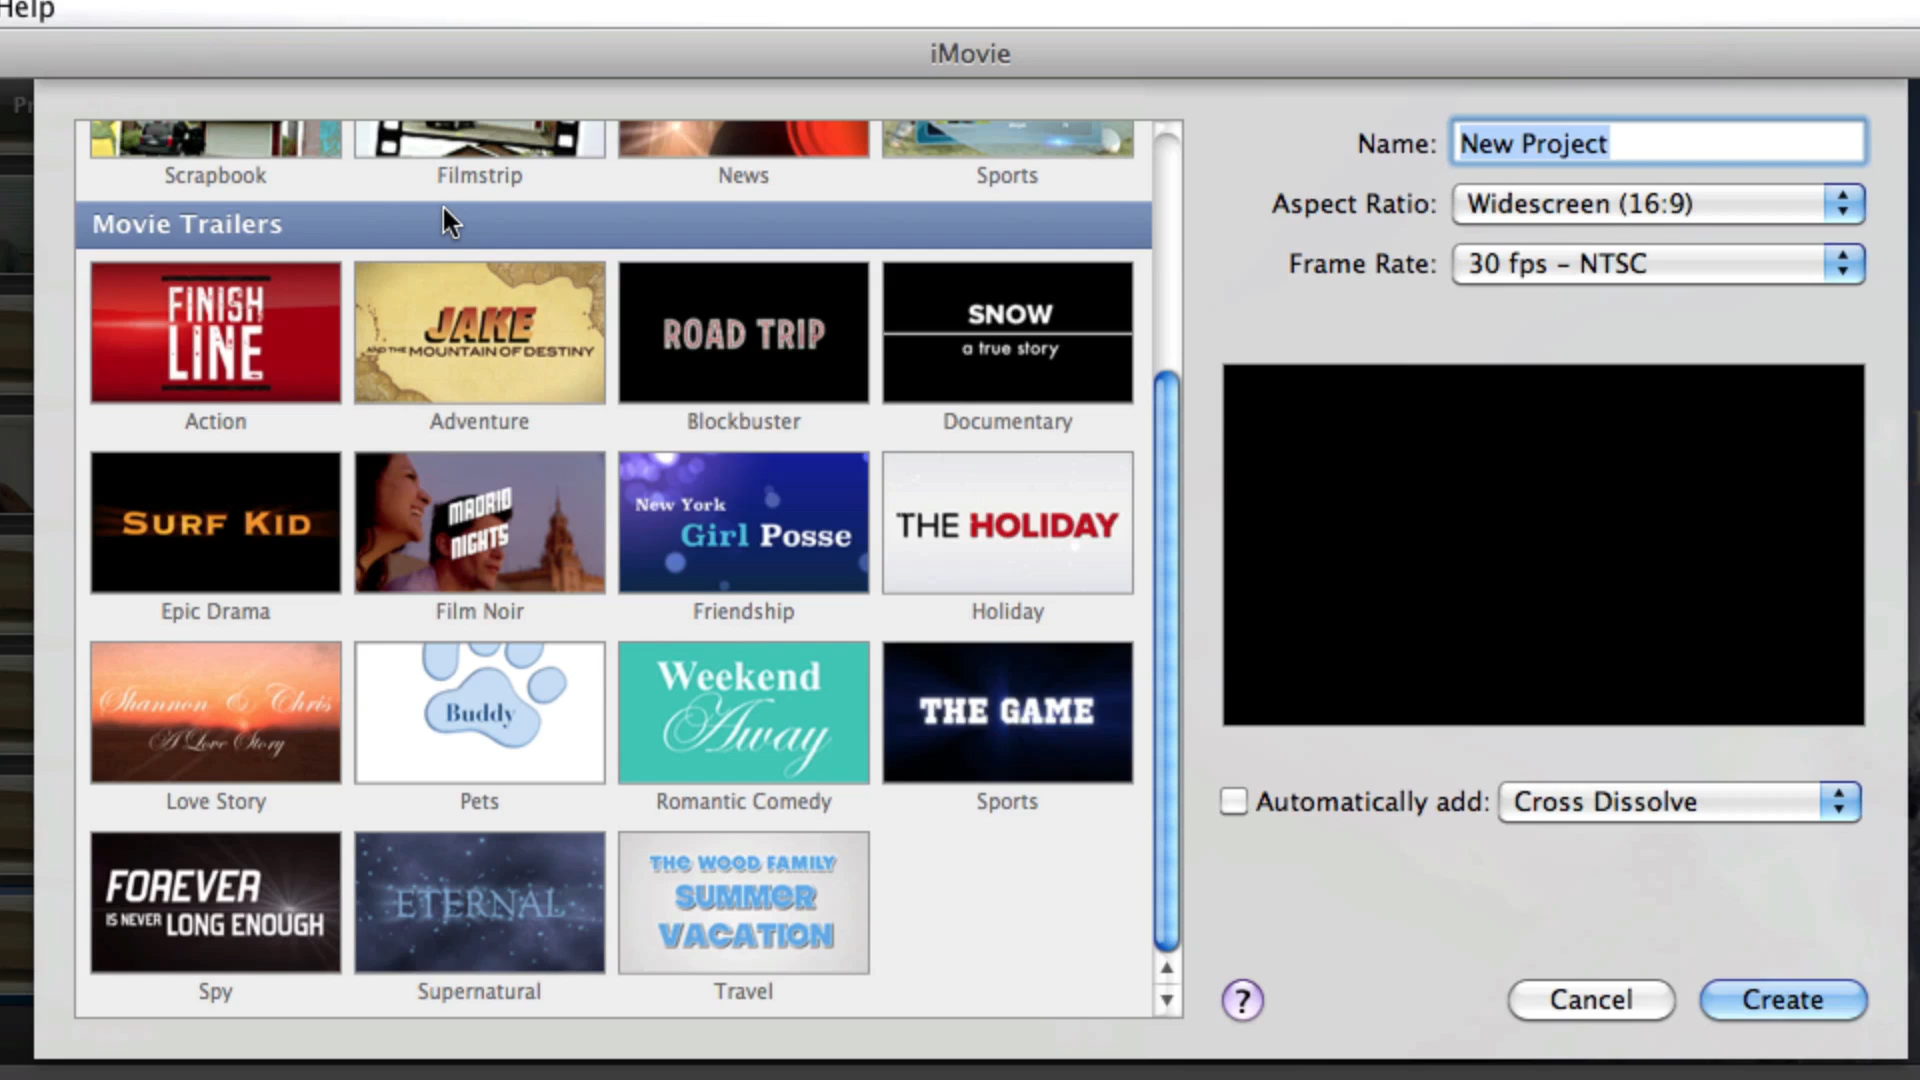 Help
iMovie
Pr
Scrapbook
Filmstrip
News
Sports
Movie Trailers
FINISH
LINE
Action
JAKE
AND THE MOUNTAIN OF DESTINY
Adventure
ROAD TRIP
Blockbuster
SNOW
a true story
Documentary
SURF KID
Epic Drama
MADRID
NIGHTS
Film Noir
New York
Girl Posse
Friendship
THE HOLIDAY
Holiday
Shannon & Chris
A Love Story
Love Story
Buddy
Pets
Weekend
Away
Romantic Comedy
THE GAME
Sports
FOREVER
IS NEVER LONG ENOUGH
Spy
ETERNAL
Supernatural
THE WOOD FAMILY
SUMMER
VACATION
Travel
Name: New Project
Aspect Ratio: Widescreen (16:9)
Frame Rate: 30 fps – NTSC
Automatically add: Cross Dissolve
?
Cancel
Create